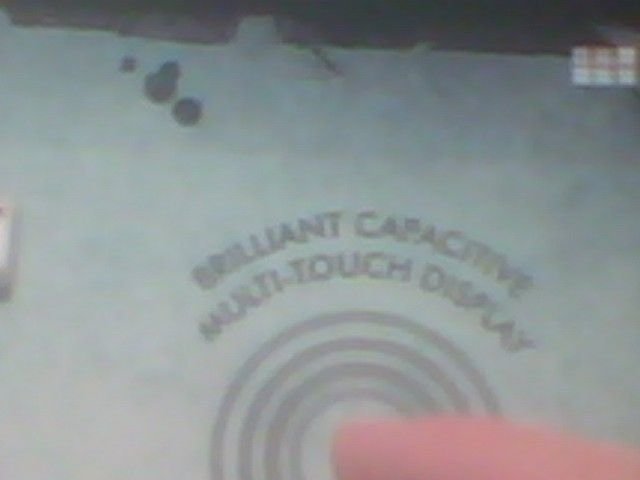 BRILLIANT CAPACITIVE
MULTI-TOUCH DISPLAY